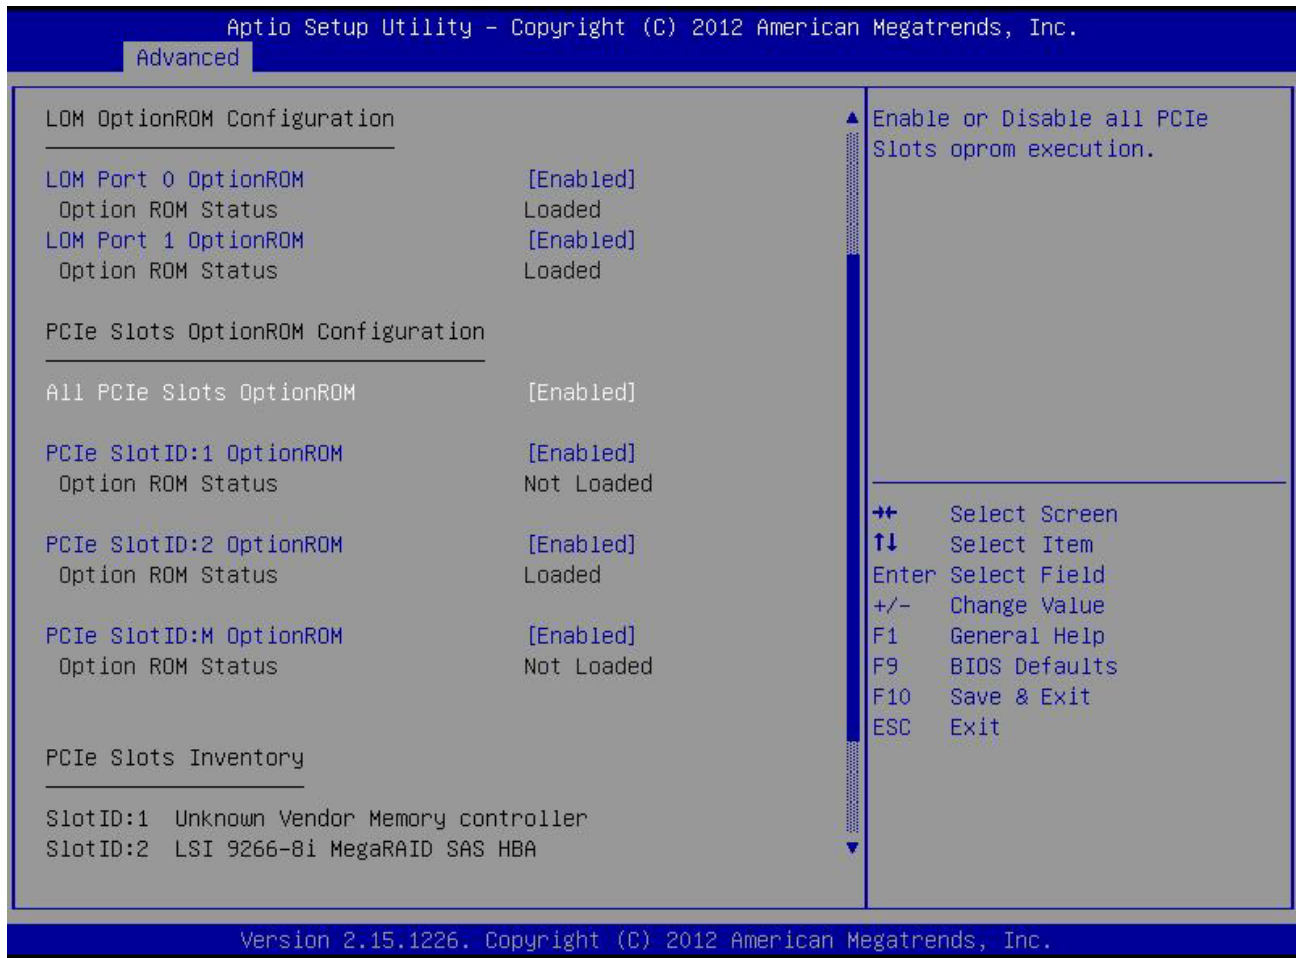 Aptio Setup Utility – Copyright (C) 2012 American Megatrends, Inc.
Advanced
LOM OptionROM Configuration
LOM Port 0 OptionROM [Enabled]
Option ROM Status Loaded
LOM Port 1 OptionROM [Enabled]
Option ROM Status Loaded
PCIe Slots OptionROM Configuration
All PCIe Slots OptionROM [Enabled]
PCIe SlotID:1 OptionROM [Enabled]
Option ROM Status Not Loaded
PCIe SlotID:2 OptionROM [Enabled]
Option ROM Status Loaded
PCIe SlotID:M OptionROM [Enabled]
Option ROM Status Not Loaded
PCIe Slots Inventory
SlotID:1 Unknown Vendor Memory controller
SlotID:2 LSI 9266-8i MegaRAID SAS HBA
Enable or Disable all PCIe
Slots oprom execution.
→← Select Screen
↑↓ Select Item
Enter Select Field
+/- Change Value
F1 General Help
F9 BIOS Defaults
F10 Save & Exit
ESC Exit
Version 2.15.1226. Copyright (C) 2012 American Megatrends, Inc.